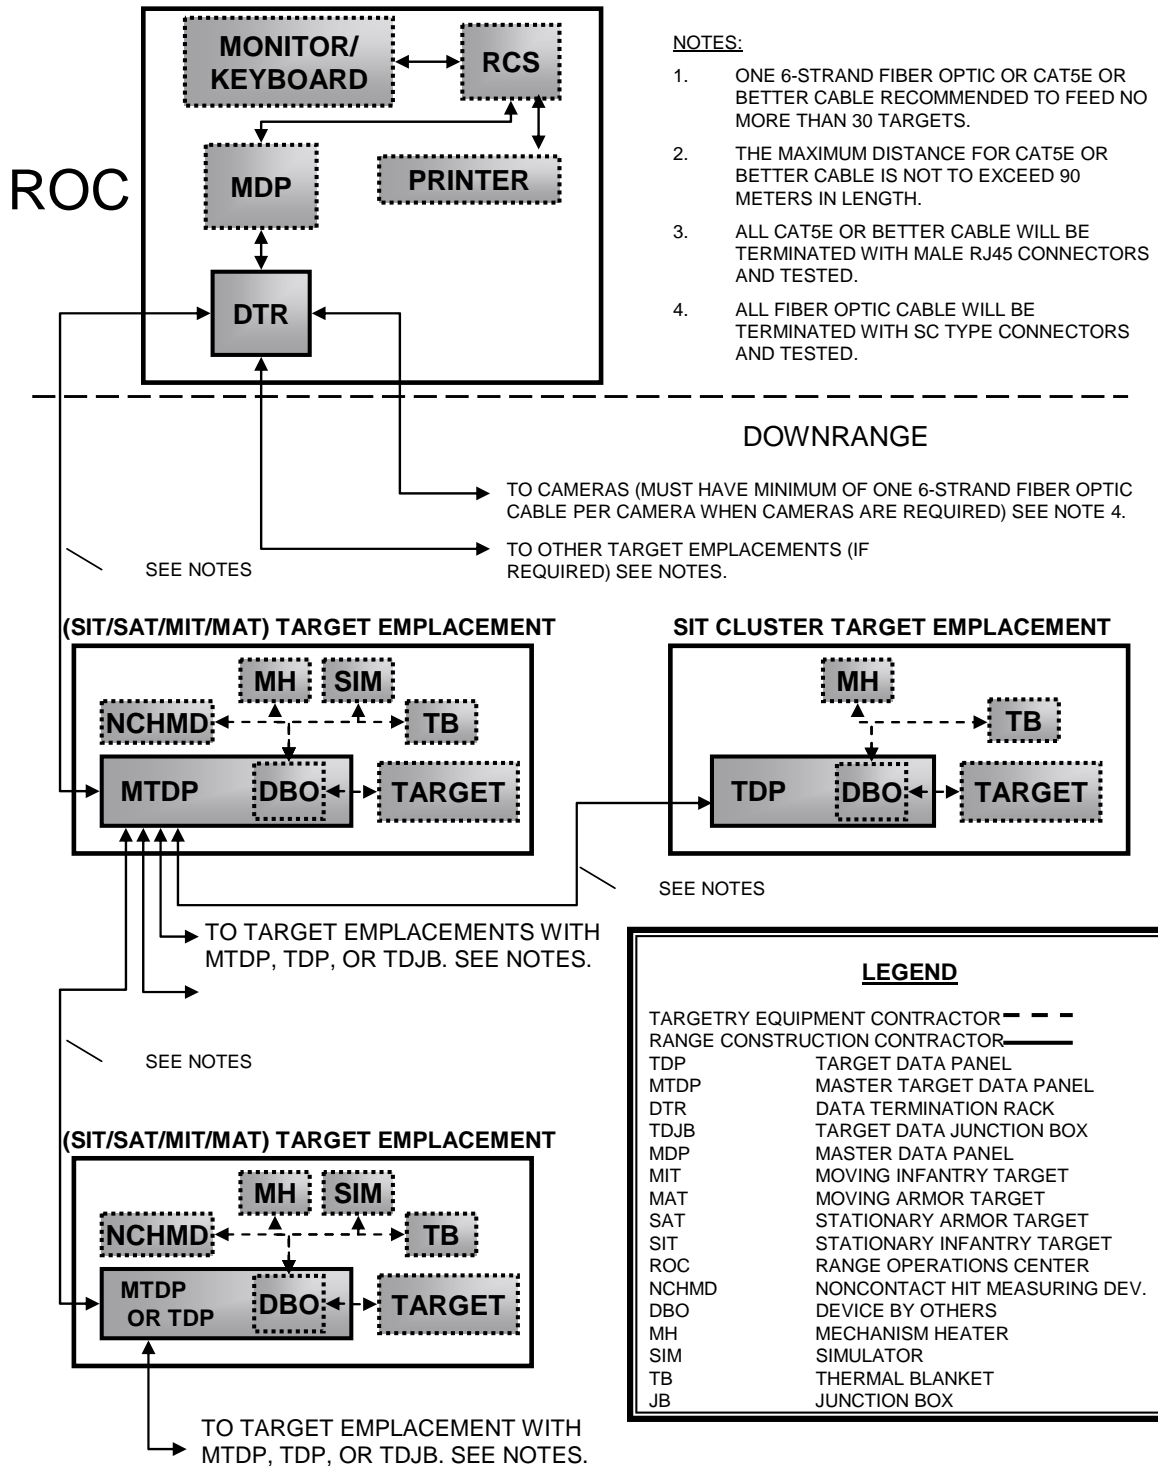 ROC
MONITOR/
KEYBOARD
RCS
MDP
PRINTER
DTR
NOTES:
1. ONE 6-STRAND FIBER OPTIC OR CAT5E OR
BETTER CABLE RECOMMENDED TO FEED NO
MORE THAN 30 TARGETS.
2. THE MAXIMUM DISTANCE FOR CAT5E OR
BETTER CABLE IS NOT TO EXCEED 90
METERS IN LENGTH.
3. ALL CAT5E OR BETTER CABLE WILL BE
TERMINATED WITH MALE RJ45 CONNECTORS
AND TESTED.
4. ALL FIBER OPTIC CABLE WILL BE
TERMINATED WITH SC TYPE CONNECTORS
AND TESTED.
DOWNRANGE
TO CAMERAS (MUST HAVE MINIMUM OF ONE 6-STRAND FIBER OPTIC
CABLE PER CAMERA WHEN CAMERAS ARE REQUIRED) SEE NOTE 4.
TO OTHER TARGET EMPLACEMENTS (IF
REQUIRED) SEE NOTES.
SEE NOTES
(SIT/SAT/MIT/MAT) TARGET EMPLACEMENT
MH
SIM
NCHMD
TB
MTDP
DBO
TARGET
SIT CLUSTER TARGET EMPLACEMENT
MH
TB
TDP
DBO
TARGET
SEE NOTES
TO TARGET EMPLACEMENTS WITH
MTDP, TDP, OR TDJB. SEE NOTES.
SEE NOTES
(SIT/SAT/MIT/MAT) TARGET EMPLACEMENT
MH
SIM
NCHMD
TB
MTDP
OR TDP
DBO
TARGET
TO TARGET EMPLACEMENT WITH
MTDP, TDP, OR TDJB. SEE NOTES.
LEGEND
TARGETRY EQUIPMENT CONTRACTOR
RANGE CONSTRUCTION CONTRACTOR
TDP TARGET DATA PANEL
MTDP MASTER TARGET DATA PANEL
DTR DATA TERMINATION RACK
TDJB TARGET DATA JUNCTION BOX
MDP MASTER DATA PANEL
MIT MOVING INFANTRY TARGET
MAT MOVING ARMOR TARGET
SAT STATIONARY ARMOR TARGET
SIT STATIONARY INFANTRY TARGET
ROC RANGE OPERATIONS CENTER
NCHMD NONCONTACT HIT MEASURING DEV.
DBO DEVICE BY OTHERS
MH MECHANISM HEATER
SIM SIMULATOR
TB THERMAL BLANKET
JB JUNCTION BOX